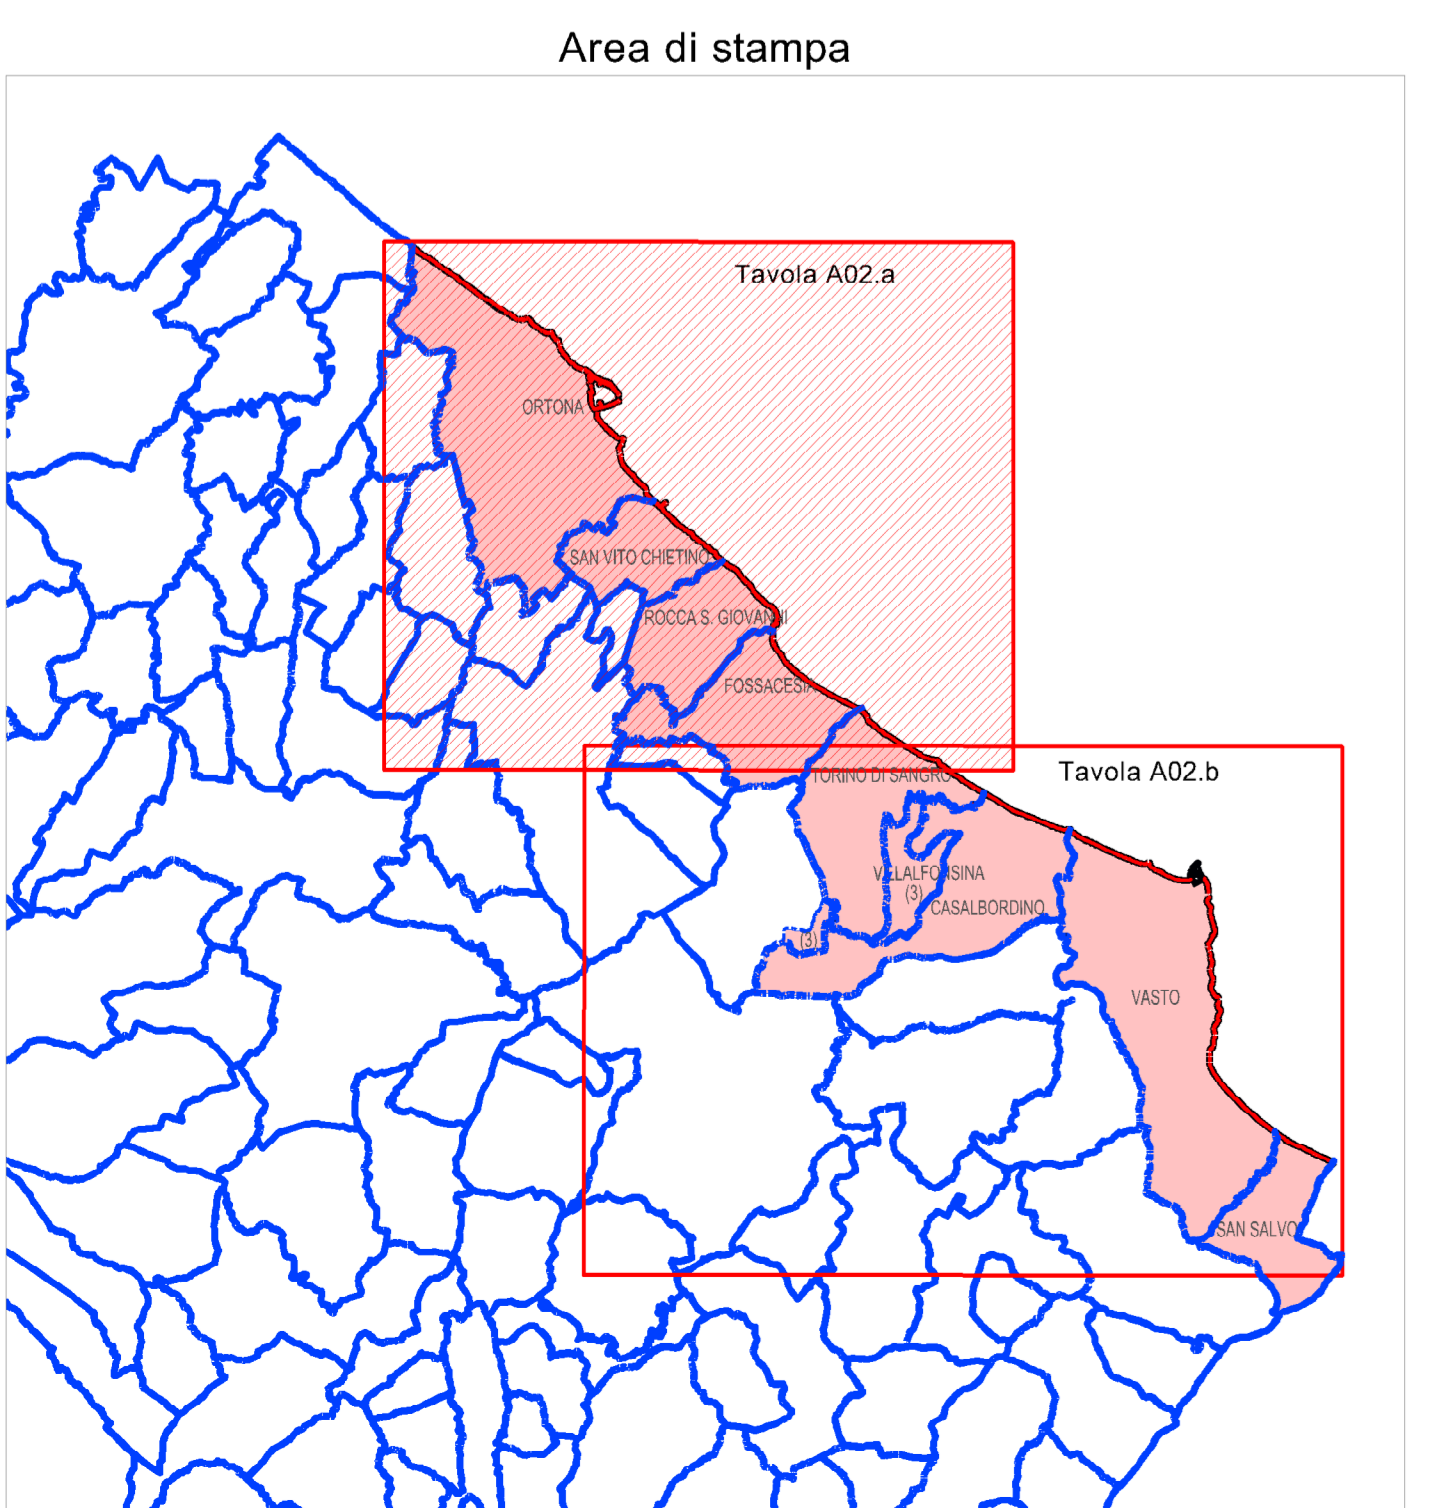 Area di stampa
Tavola A02.a
ORTONA
SAN VITO CHIETINO
ROCCA S. GIOVANNI
FOSSACESIA
Tavola A02.b
TORINO DI SANGRO
VILLALFONSINA
(3)
CASALBORDINO
(3)
VASTO
SAN SALVO